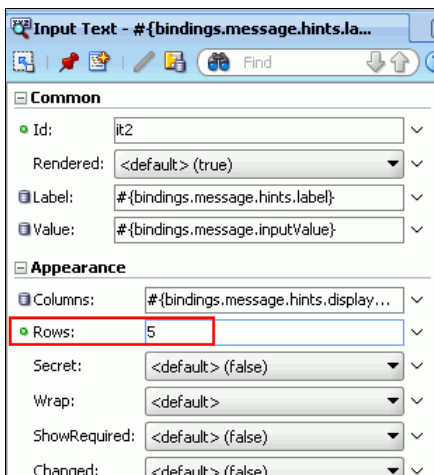 Input Text - #{bindings.message.hints.la...
Find
Common
Id: it2
Rendered: <default> (true)
Label: #{bindings.message.hints.label}
Value: #{bindings.message.inputValue}
Appearance
Columns: #{bindings.message.hints.display...
Rows: 5
Secret: <default> (false)
Wrap: <default>
ShowRequired: <default> (false)
Changed: <default> (false)